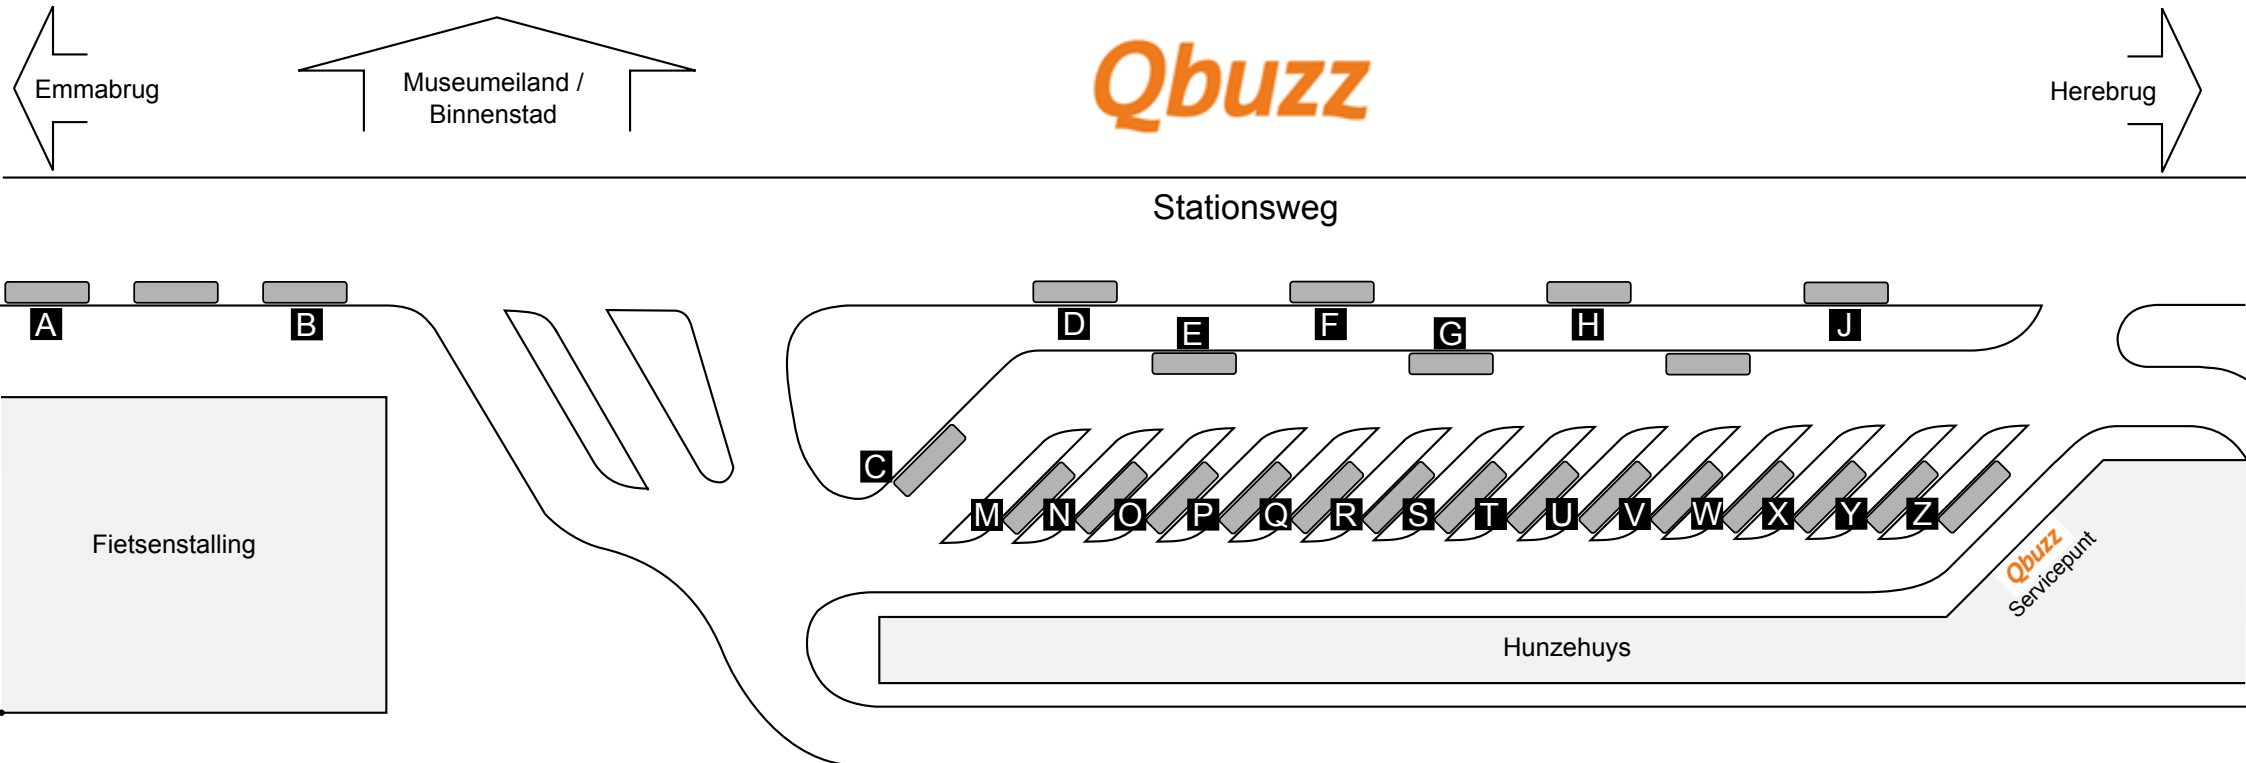 Emmabrug
Museumeiland /
Binnenstad
Qbuzz
Herebrug
Stationsweg
A
B
D
E
F
G
H
J
C
M
N
O
P
Q
R
S
T
U
V
W
X
Y
Z
Fietsenstalling
Qbuzz
Servicepunt
Hunzehuys